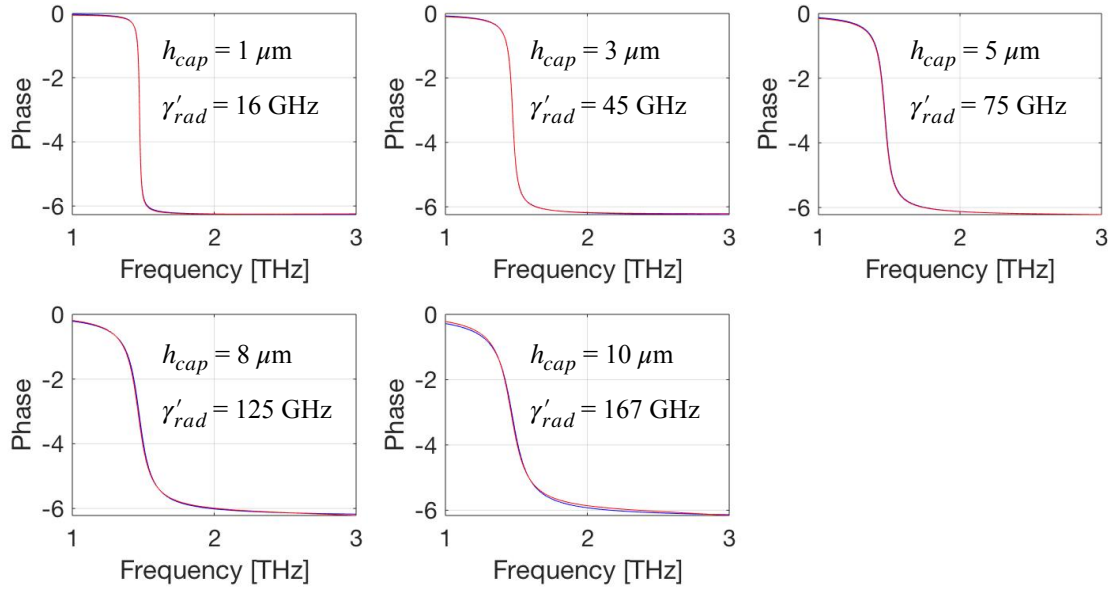 0
-2
-4
-6
Phase
h_cap = 1 μm
γ′_rad = 16 GHz
1
2
3
Frequency [THz]
0
-2
-4
-6
Phase
h_cap = 3 μm
γ′_rad = 45 GHz
1
2
3
Frequency [THz]
0
-2
-4
-6
Phase
h_cap = 5 μm
γ′_rad = 75 GHz
1
2
3
Frequency [THz]
0
-2
-4
-6
Phase
h_cap = 8 μm
γ′_rad = 125 GHz
1
2
3
Frequency [THz]
0
-2
-4
-6
Phase
h_cap = 10 μm
γ′_rad = 167 GHz
1
2
3
Frequency [THz]